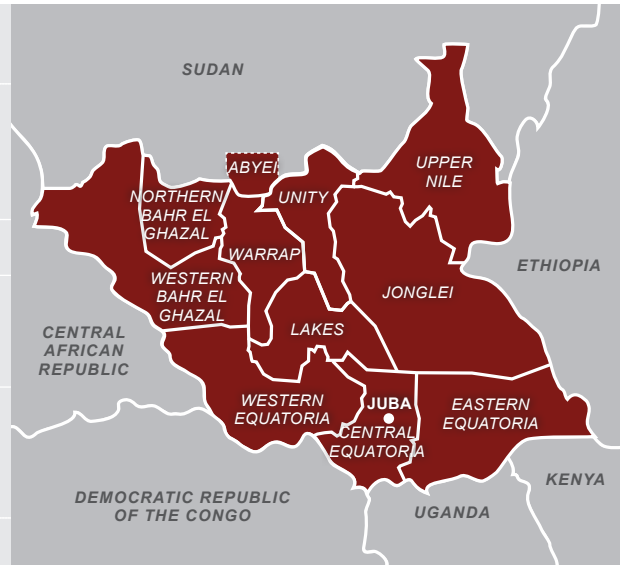 SUDAN
ABYEI
UPPER
NILE
NORTHERN
BAHR EL
GHAZAL
UNITY
WARRAP
ETHIOPIA
WESTERN
BAHR EL
GHAZAL
JONGLEI
LAKES
CENTRAL
AFRICAN
REPUBLIC
WESTERN
EQUATORIA
JUBA
EASTERN
EQUATORIA
CENTRAL
EQUATORIA
KENYA
DEMOCRATIC REPUBLIC
OF THE CONGO
UGANDA